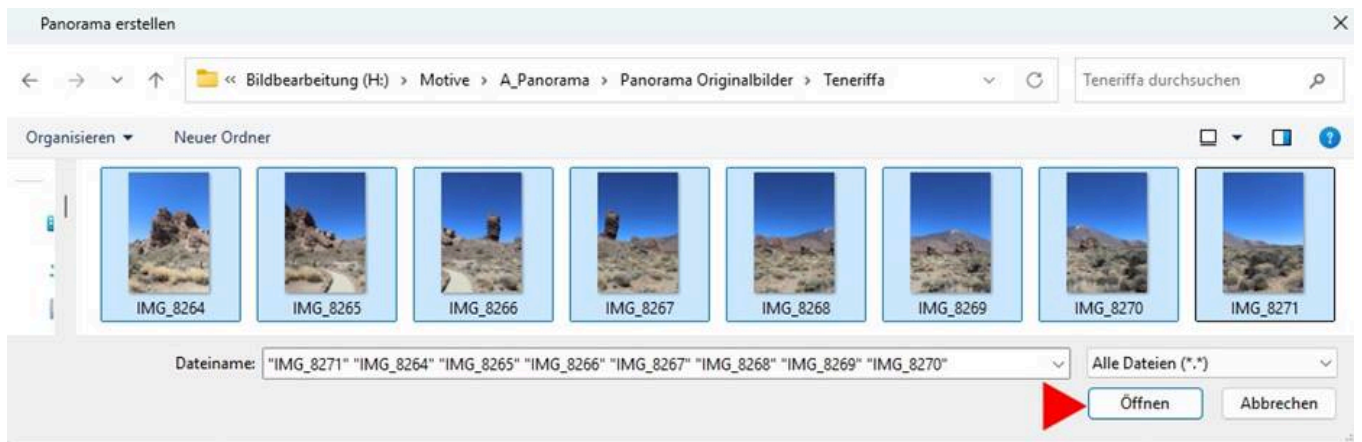 Panorama erstellen
« Bildbearbeitung (H:) › Motive › A_Panorama › Panorama Originalbilder › Teneriffa
Teneriffa durchsuchen
Organisieren
Neuer Ordner
IMG_8264 IMG_8265 IMG_8266 IMG_8267 IMG_8268 IMG_8269 IMG_8270 IMG_8271
Dateiname: "IMG_8271" "IMG_8264" "IMG_8265" "IMG_8266" "IMG_8267" "IMG_8268" "IMG_8269" "IMG_8270"
Alle Dateien (*.*)
Öffnen Abbrechen